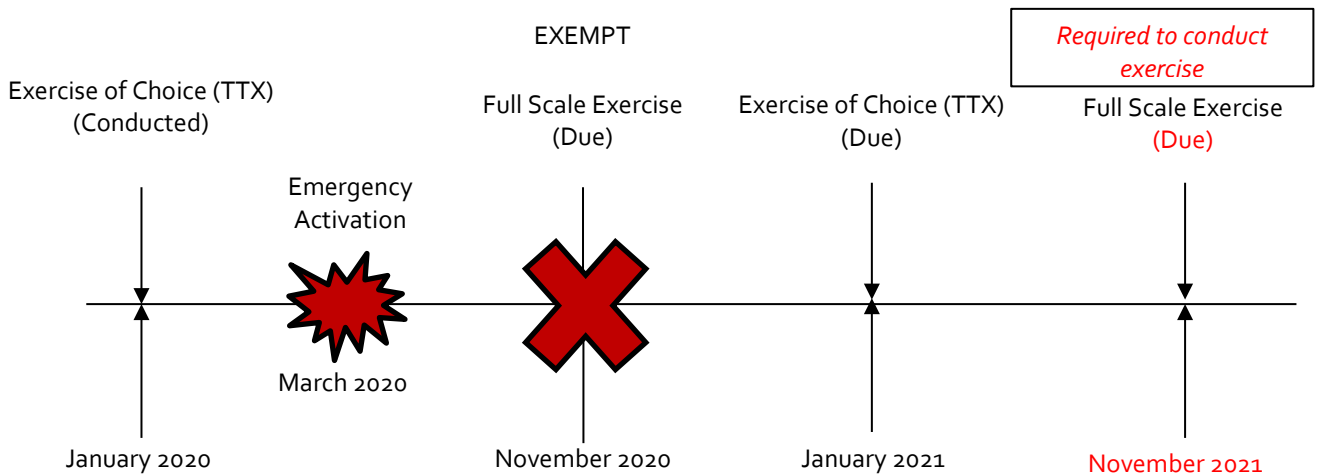 EXEMPT
Required to conduct
exercise
Exercise of Choice (TTX)
(Conducted)
Full Scale Exercise
(Due)
Exercise of Choice (TTX)
(Due)
Full Scale Exercise
(Due)
Emergency
Activation
March 2020
January 2020
November 2020
January 2021
November 2021